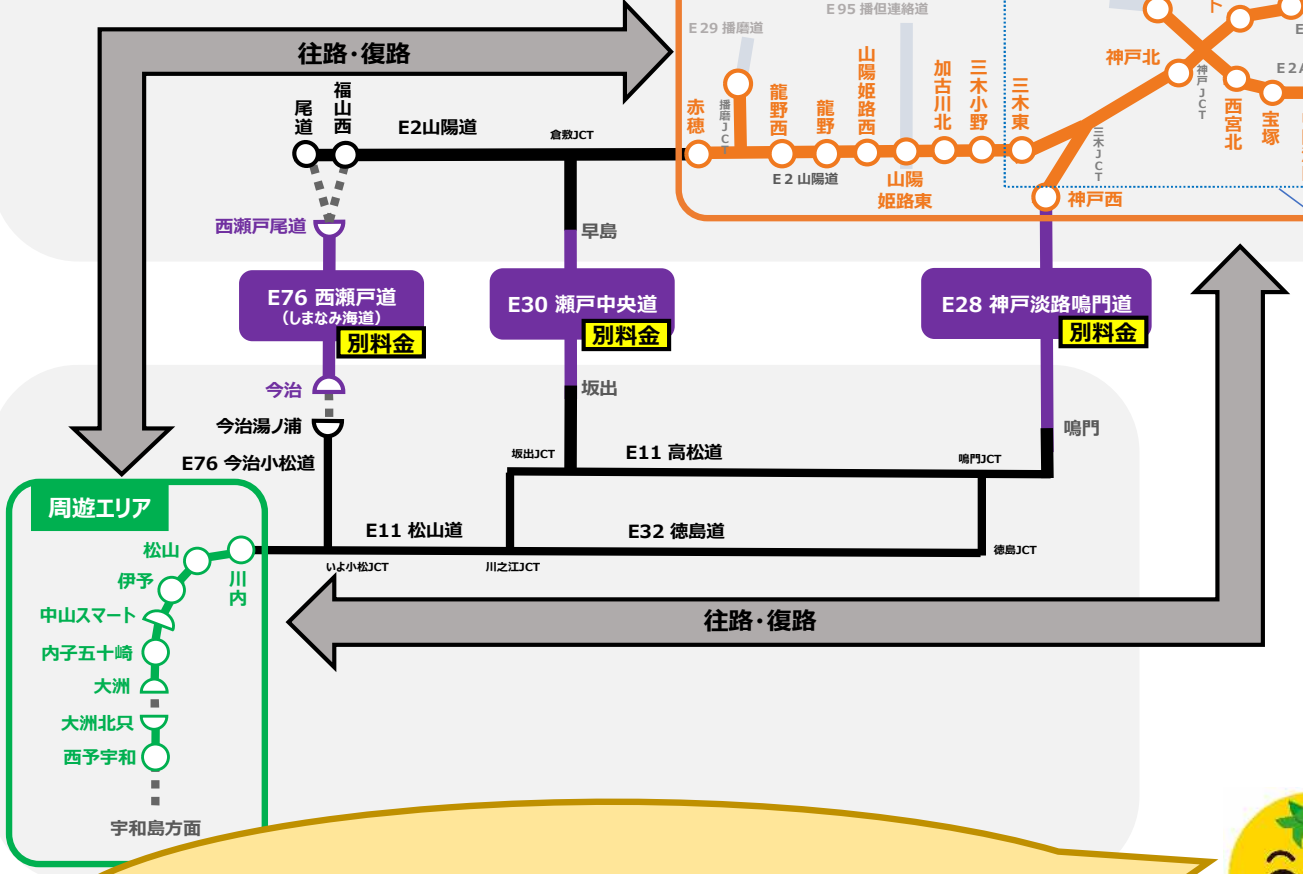 E95 播但連絡道
E29 播磨道
往路・復路
神戸北
神戸JCT
E2A
西宮北
宝塚
尾道
福山西
E2山陽道
倉敷JCT
赤穂
播磨JCT
龍野西
龍野
山陽姫路西
加古川北
三木小野
三木東
三木JCT
E2 山陽道
山陽
姫路東
神戸西
西瀬戸尾道
早島
E76 西瀬戸道
(しまなみ海道)
別料金
E30 瀬戸中央道
別料金
E28 神戸淡路鳴門道
別料金
今治
坂出
今治湯ノ浦
鳴門
E76 今治小松道
坂出JCT
E11 高松道
鳴門JCT
周遊エリア
E11 松山道
E32 徳島道
松山
川内
いよ小松JCT
川之江JCT
徳島JCT
伊予
中山スマート
往路・復路
内子五十崎
大洲
大洲北只
西予宇和
宇和島方面